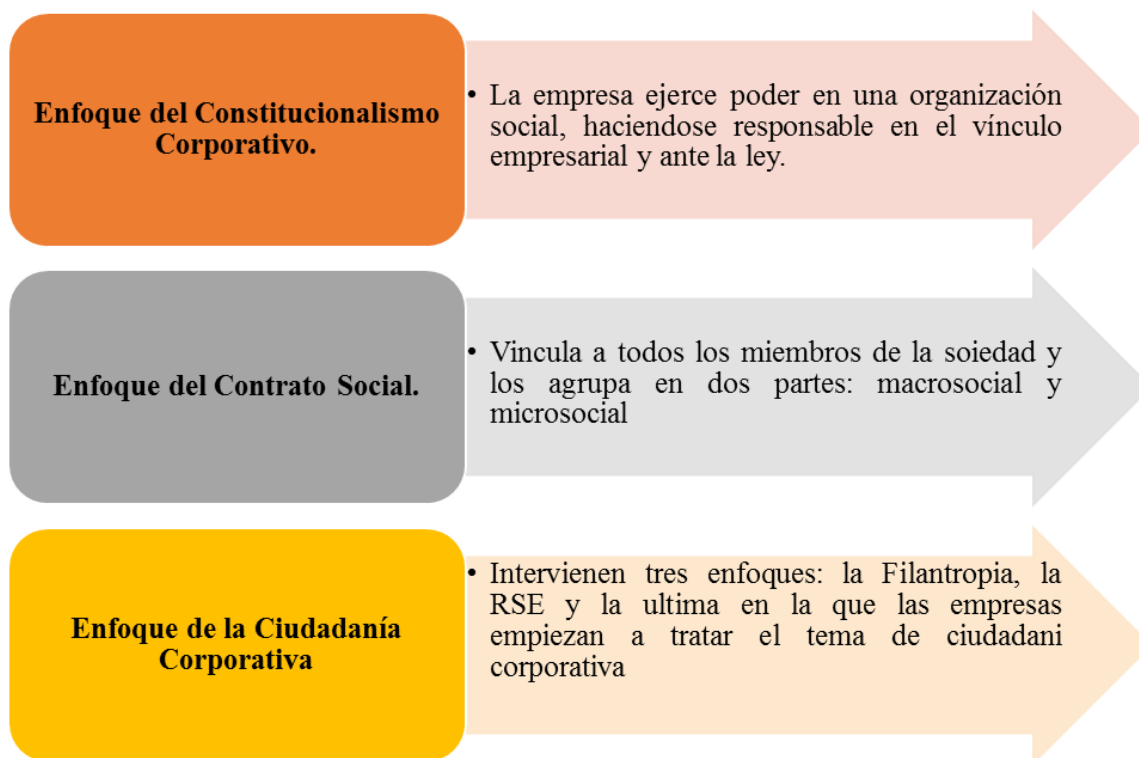 Enfoque del Constitucionalismo
Corporativo.
• La empresa ejerce poder en una organización
social, haciendose responsable en el vínculo
empresarial y ante la ley.
Enfoque del Contrato Social.
• Vincula a todos los miembros de la soiedad y
los agrupa en dos partes: macrosocial y
microsocial
Enfoque de la Ciudadanía
Corporativa
• Intervienen tres enfoques: la Filantropia, la
RSE y la ultima en la que las empresas
empiezan a tratar el tema de ciudadani
corporativa